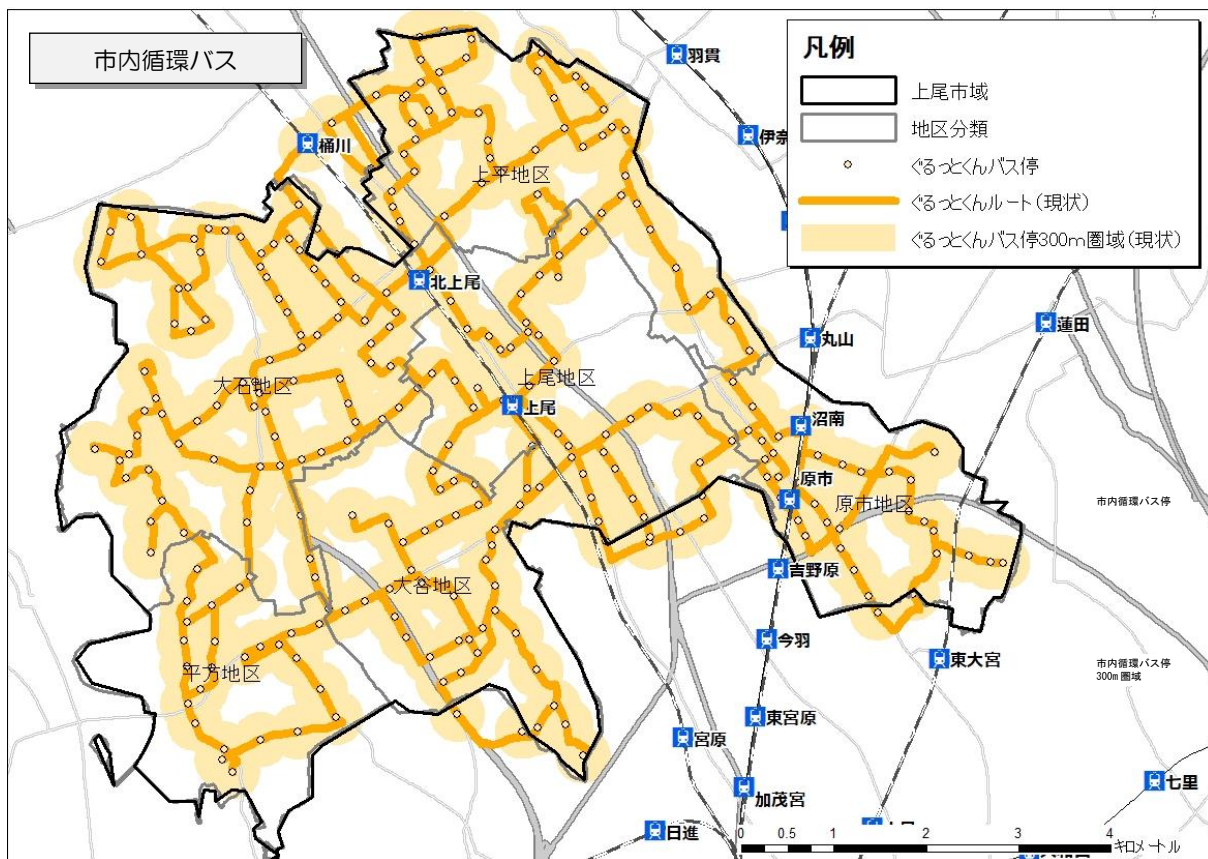 市内循環バス
凡例
上尾市域
地区分類
ぐるっとくんバス停
ぐるっとくんルート(現状)
ぐるっとくんバス停300m圏域(現状)
羽貫
桶川
上平地区
北上尾
丸山
蓮田
大石地区
上尾地区
上尾
沼南
原市
原市地区
市内循環バス停
吉野原
大谷地区
今羽
東大宮
平方地区
市内循環バス停
300m圏域
東宮原
宮原
加茂宮
七里
日進
0 0.5 1 2 3 4
キロメートル